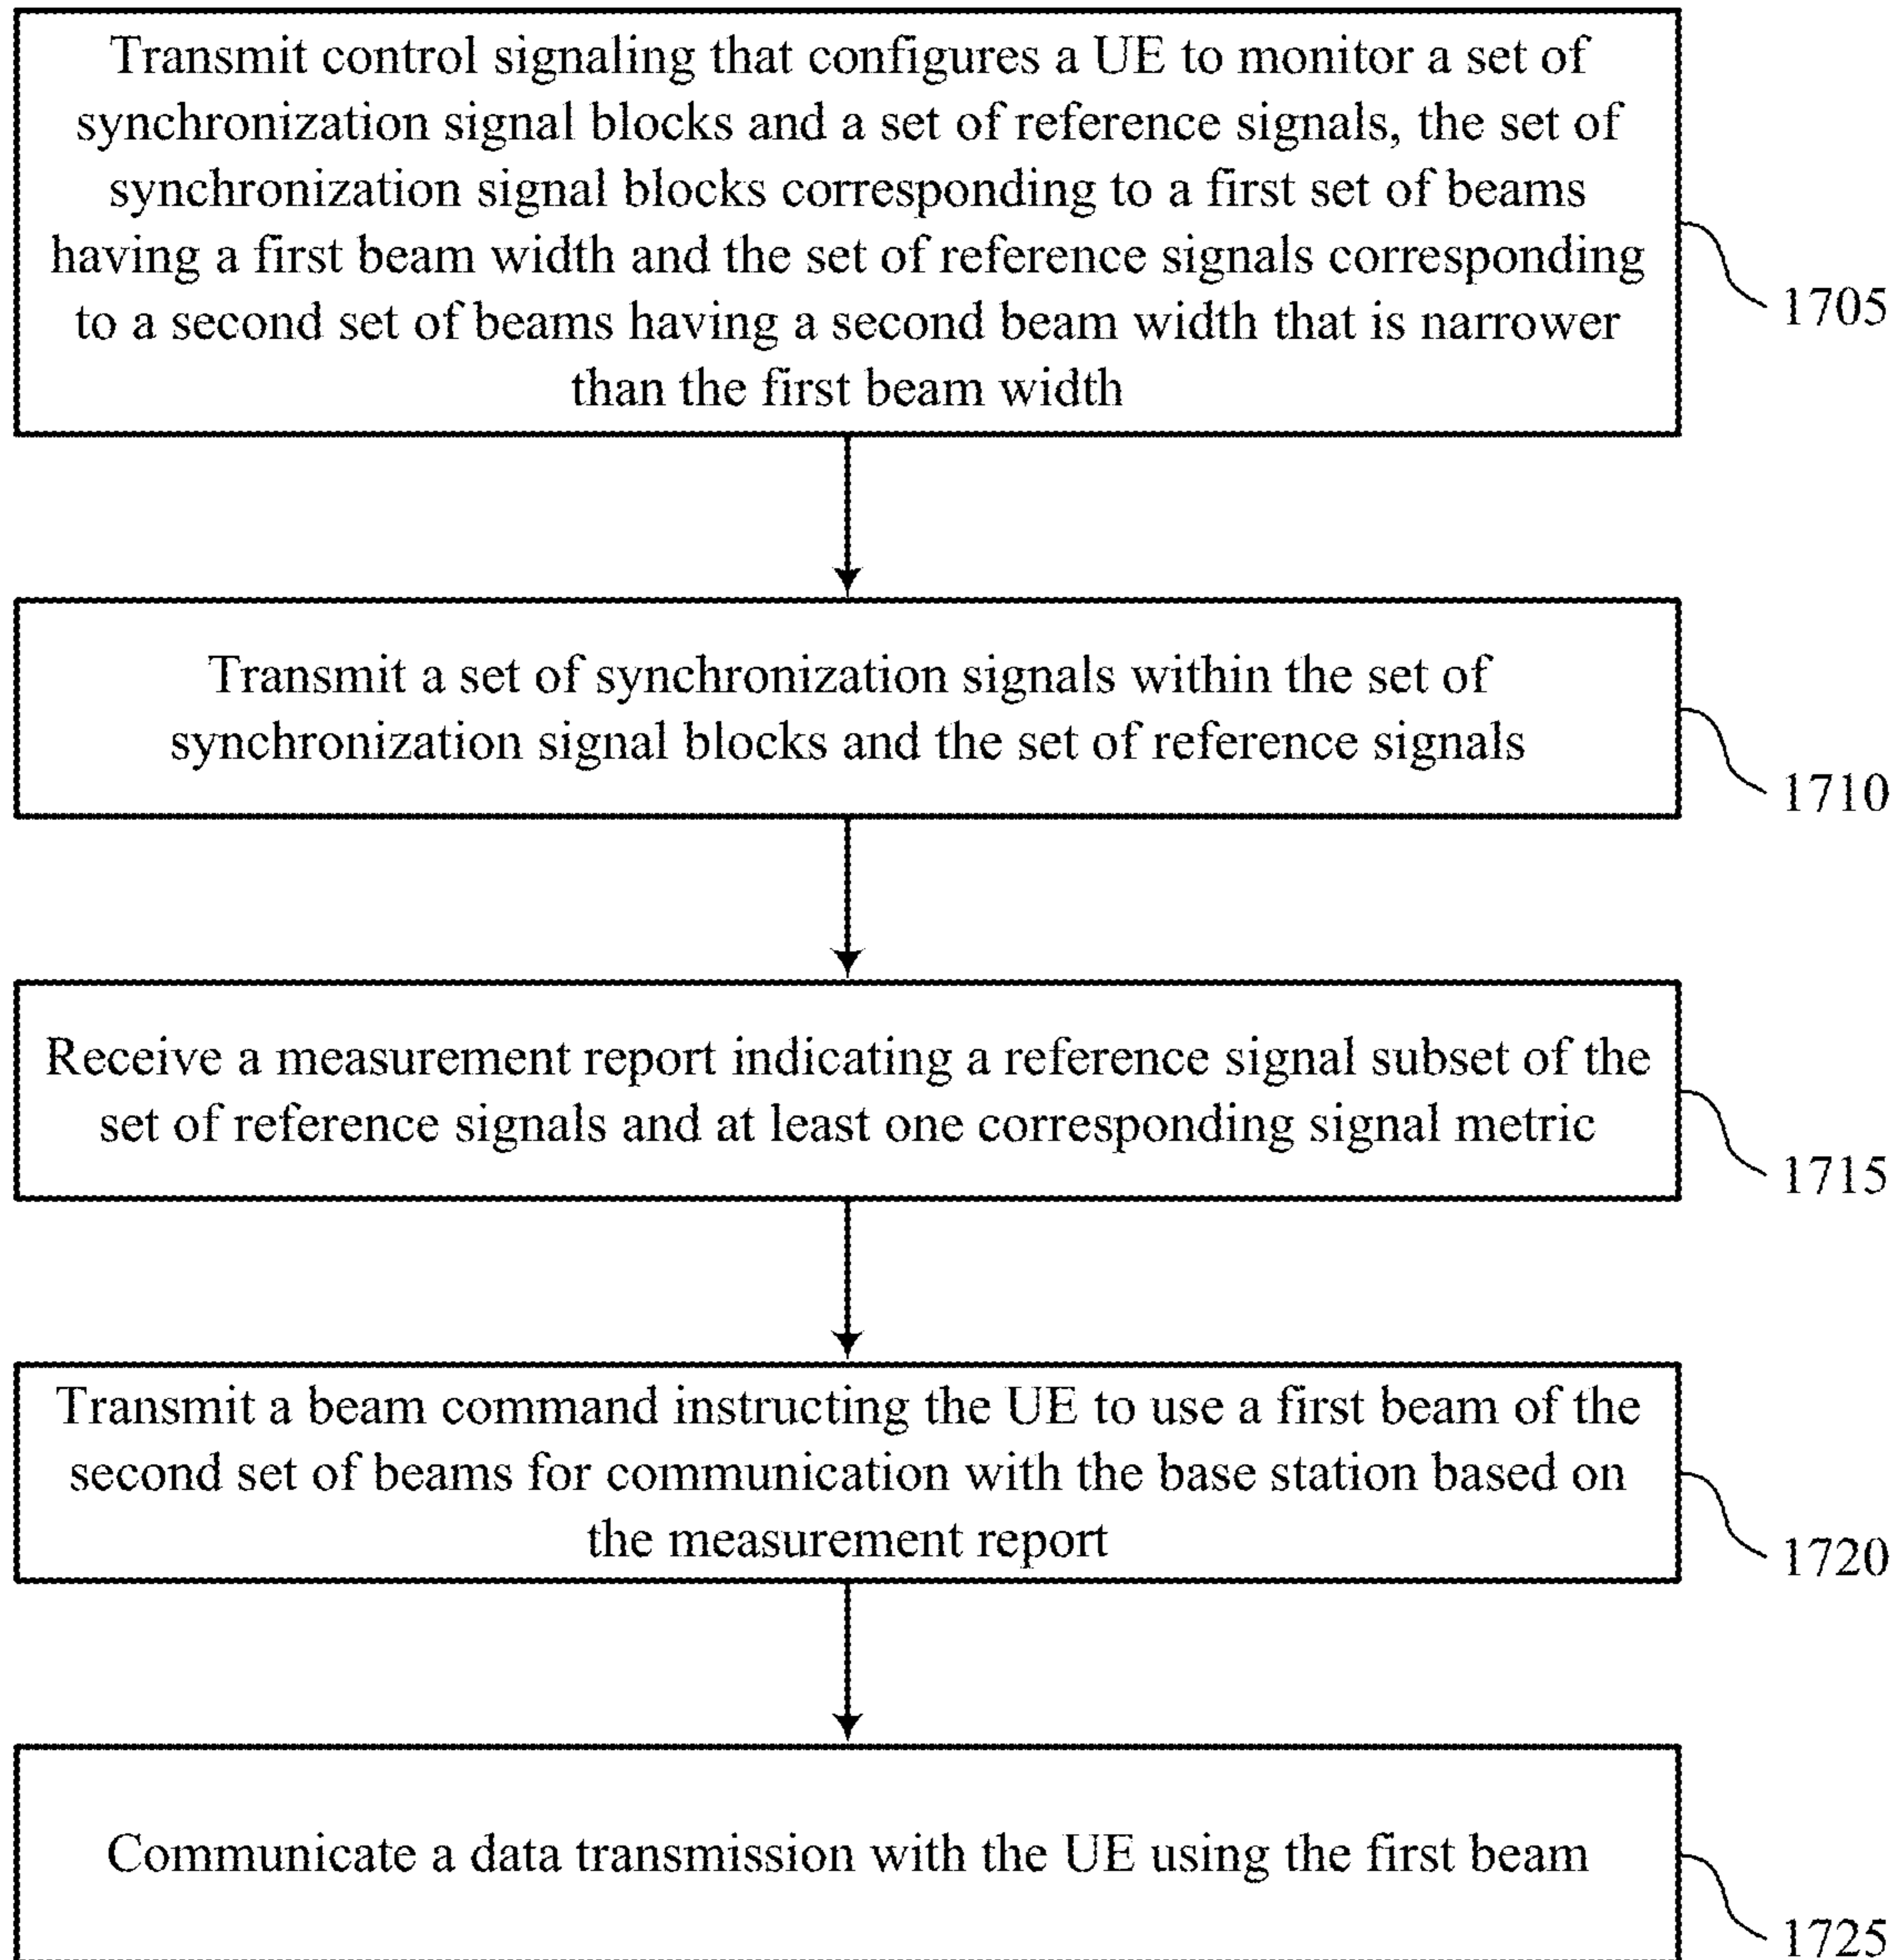 Transmit control signaling that configures a UE to monitor a set of
synchronization signal blocks and a set of reference signals, the set of
synchronization signal blocks corresponding to a first set of beams
having a first beam width and the set of reference signals corresponding
to a second set of beams having a second beam width that is narrower
than the first beam width
1705
Transmit a set of synchronization signals within the set of
synchronization signal blocks and the set of reference signals
1710
Receive a measurement report indicating a reference signal subset of the
set of reference signals and at least one corresponding signal metric
1715
Transmit a beam command instructing the UE to use a first beam of the
second set of beams for communication with the base station based on
the measurement report
1720
Communicate a data transmission with the UE using the first beam
1725